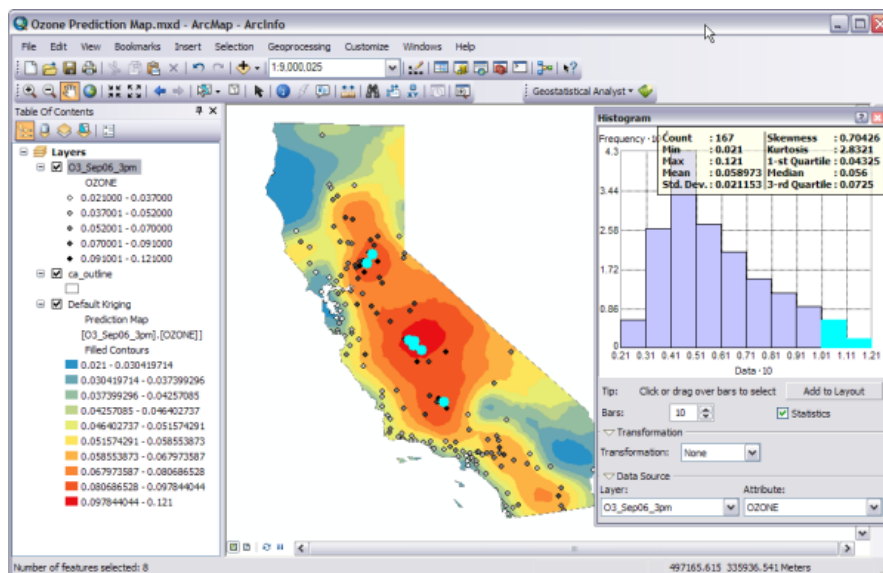 Ozone Prediction Map.mxd - ArcMap - ArcInfo
File Edit View Bookmarks Insert Selection Geoprocessing Customize Windows Help
1:9,000,025
Geostatistical Analyst
Table Of Contents
Layers
O3_Sep06_3pm
OZONE
0.021000 - 0.037000
0.037001 - 0.052000
0.052001 - 0.070000
0.070001 - 0.091000
0.091001 - 0.121000
ca_outline
Default Kriging
Prediction Map
[O3_Sep06_3pm].[OZONE]
Filled Contours
0.021 - 0.030419714
0.030419714 - 0.037399296
0.037399296 - 0.04257085
0.04257085 - 0.046402737
0.046402737 - 0.051574291
0.051574291 - 0.058553873
0.058553873 - 0.067973587
0.067973587 - 0.080686528
0.080686528 - 0.097844044
0.097844044 - 0.121
Histogram
Frequency · 10
Count : 167 Skewness : 0.70426
Min : 0.021 Kurtosis : 2.8321
Max : 0.121 1-st Quartile : 0.04325
Mean : 0.058973 Median : 0.056
Std. Dev. : 0.021153 3-rd Quartile : 0.0725
4.3
3.44
2.58
1.72
0.86
0
0.21 0.31 0.41 0.51 0.61 0.71 0.81 0.91 1.01 1.11 1.21
Data · 10
Tip: Click or drag over bars to select Add to Layout
Bars: 10 Statistics
Transformation
Transformation: None
Data Source
Layer: Attribute:
O3_Sep06_3pm OZONE
Number of features selected: 8
497165.615 335936.541 Meters